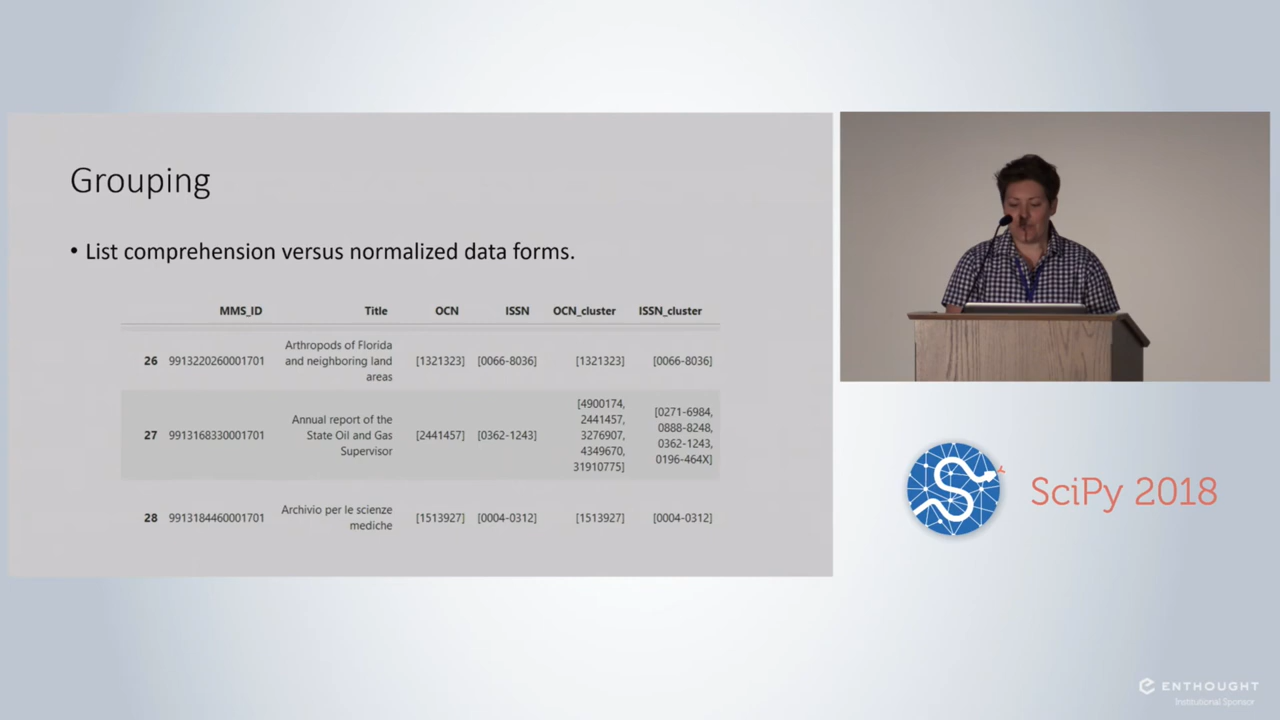 Grouping
• List comprehension versus normalized data forms.
MMS_ID Title OCN ISSN OCN_cluster ISSN_cluster
26 9913220260001701 Arthropods of Florida and neighboring land areas [1321323] [0066-8036] [1321323] [0066-8036]
27 9913168330001701 Annual report of the State Oil and Gas Supervisor [2441457] [0362-1243] [4900174, 2441457, 3276907, 4349670, 31910775] [0271-6984, 0888-8248, 0362-1243, 0196-464X]
28 9913184460001701 Archivio per le scienze mediche [1513927] [0004-0312] [1513927] [0004-0312]
SciPy 2018
ENTHOUGHT
Institutional Sponsor